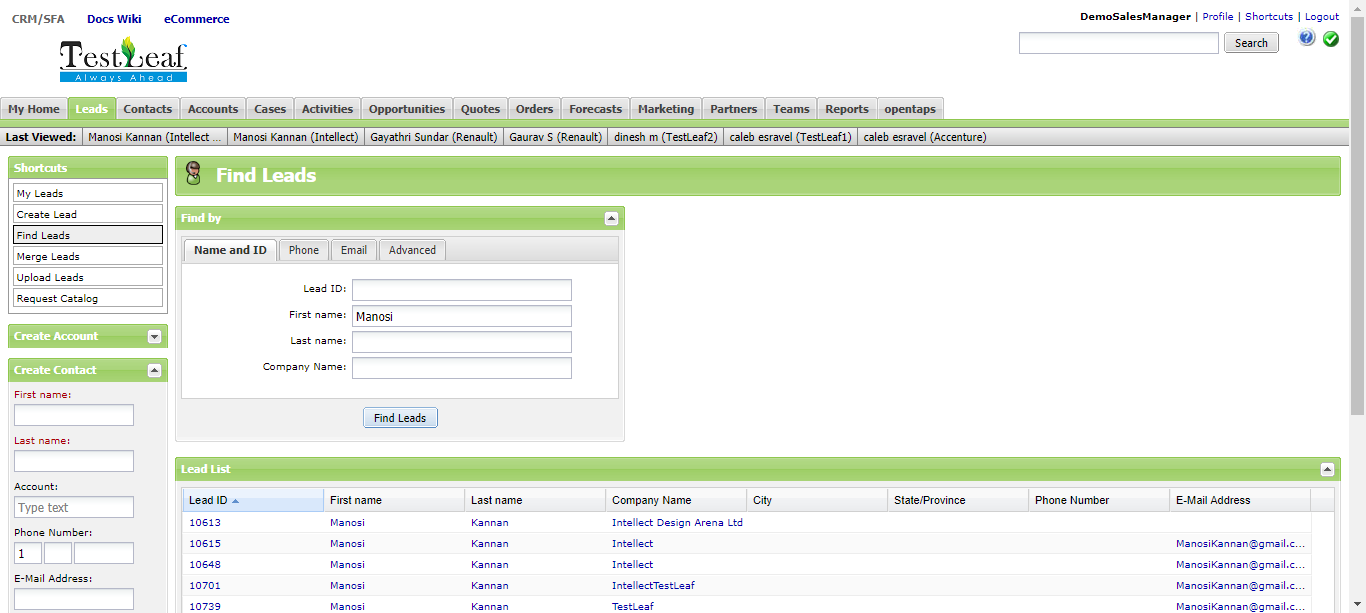 CRM/SFA Docs Wiki eCommerce
DemoSalesManager | Profile | Shortcuts | Logout
TestLeaf
Always Ahead
Search
?
My Home Leads Contacts Accounts Cases Activities Opportunities Quotes Orders Forecasts Marketing Partners Teams Reports opentaps
Last Viewed: Manosi Kannan (Intellect ... Manosi Kannan (Intellect) Gayathri Sundar (Renault) Gaurav S (Renault) dinesh m (TestLeaf2) caleb esravel (TestLeaf1) caleb esravel (Accenture)
Shortcuts
My Leads
Create Lead
Find Leads
Merge Leads
Upload Leads
Request Catalog
Create Account
Create Contact
First name:
Last name:
Account:
Type text
Phone Number:
1
E-Mail Address:
Find Leads
Find by
Name and ID Phone Email Advanced
Lead ID:
First name: Manosi
Last name:
Company Name:
Find Leads
Lead List
Lead ID First name Last name Company Name City State/Province Phone Number E-Mail Address
10613 Manosi Kannan Intellect Design Arena Ltd
10615 Manosi Kannan Intellect ManosiKannan@gmail.c...
10648 Manosi Kannan Intellect ManosiKannan@gmail.c...
10701 Manosi Kannan IntellectTestLeaf ManosiKannan@gmail.c...
10739 Manosi Kannan TestLeaf ManosiKannan@gmail.c...